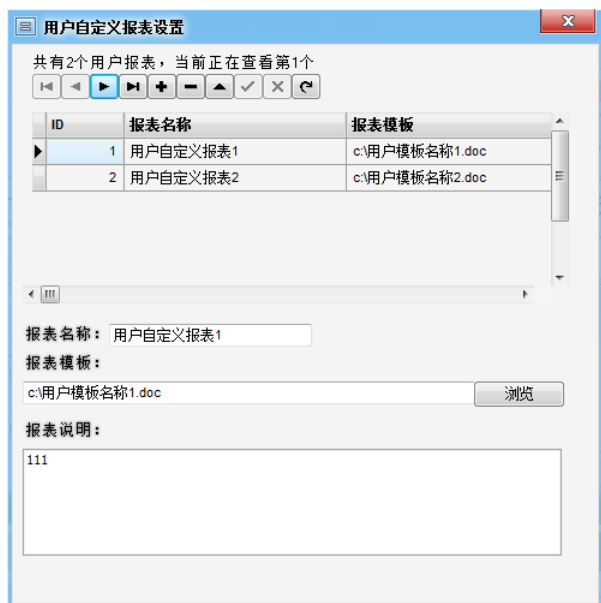 用户自定义报表设置
共有2个用户报表，当前正在查看第1个
ID 报表名称 报表模板
1 用户自定义报表1 c:\用户模板名称1.doc
2 用户自定义报表2 c:\用户模板名称2.doc
报表名称： 用户自定义报表1
报表模板：
c:\用户模板名称1.doc 浏览
报表说明：
111